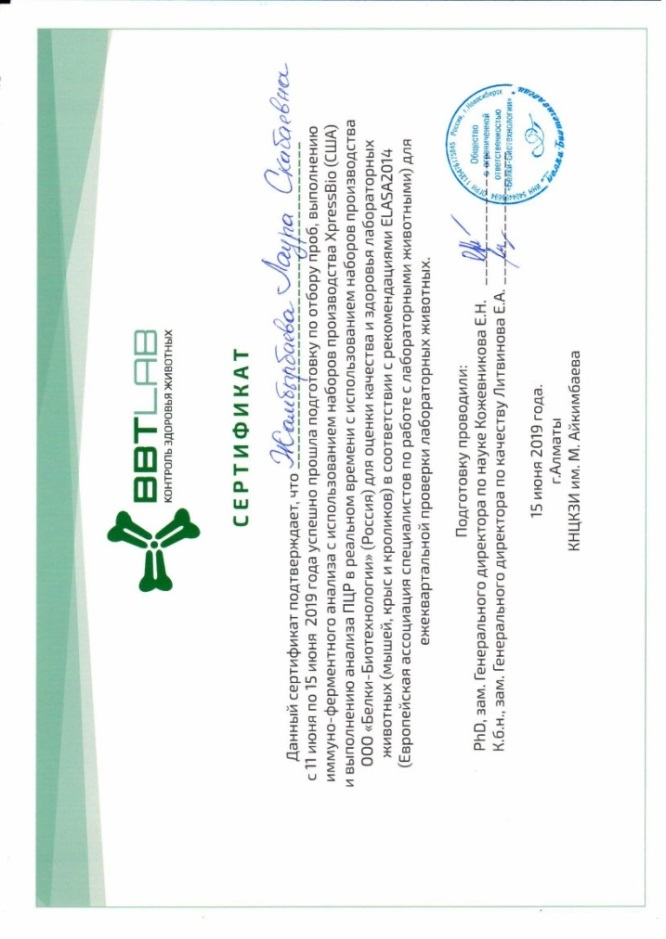 BBTLAB
КОНТРОЛЬ ЗДОРОВЬЯ ЖИВОТНЫХ
СЕРТИФИКАТ
Данный сертификат подтверждает, что Жамбырбаева Лаура Скабаевна
с 11 июня по 15 июня 2019 года успешно прошла подготовку по отбору проб, выполнению
иммуно-ферментного анализа с использованием наборов производства XpressBio (США)
и выполнению анализа ПЦР в реальном времени с использованием наборов производства
ООО «Белки-Биотехнологии» (Россия) для оценки качества и здоровья лабораторных
животных (мышей, крыс и кроликов) в соответствии с рекомендациями ELASA2014
(Европейская ассоциация специалистов по работе с лабораторными животными) для
ежеквартальной проверки лабораторных животных.
Подготовку проводили:
PhD, зам. Генерального директора по науке Кожевникова Е.Н.
К.б.н., зам. Генерального директора по качеству Литвинова Е.А.
Общество
с ограниченной
ответственностью
Россия, г. Новосибирск
15 июня 2019 года.
г.Алматы
КНЦКЗИ им. М. Айкимбаева